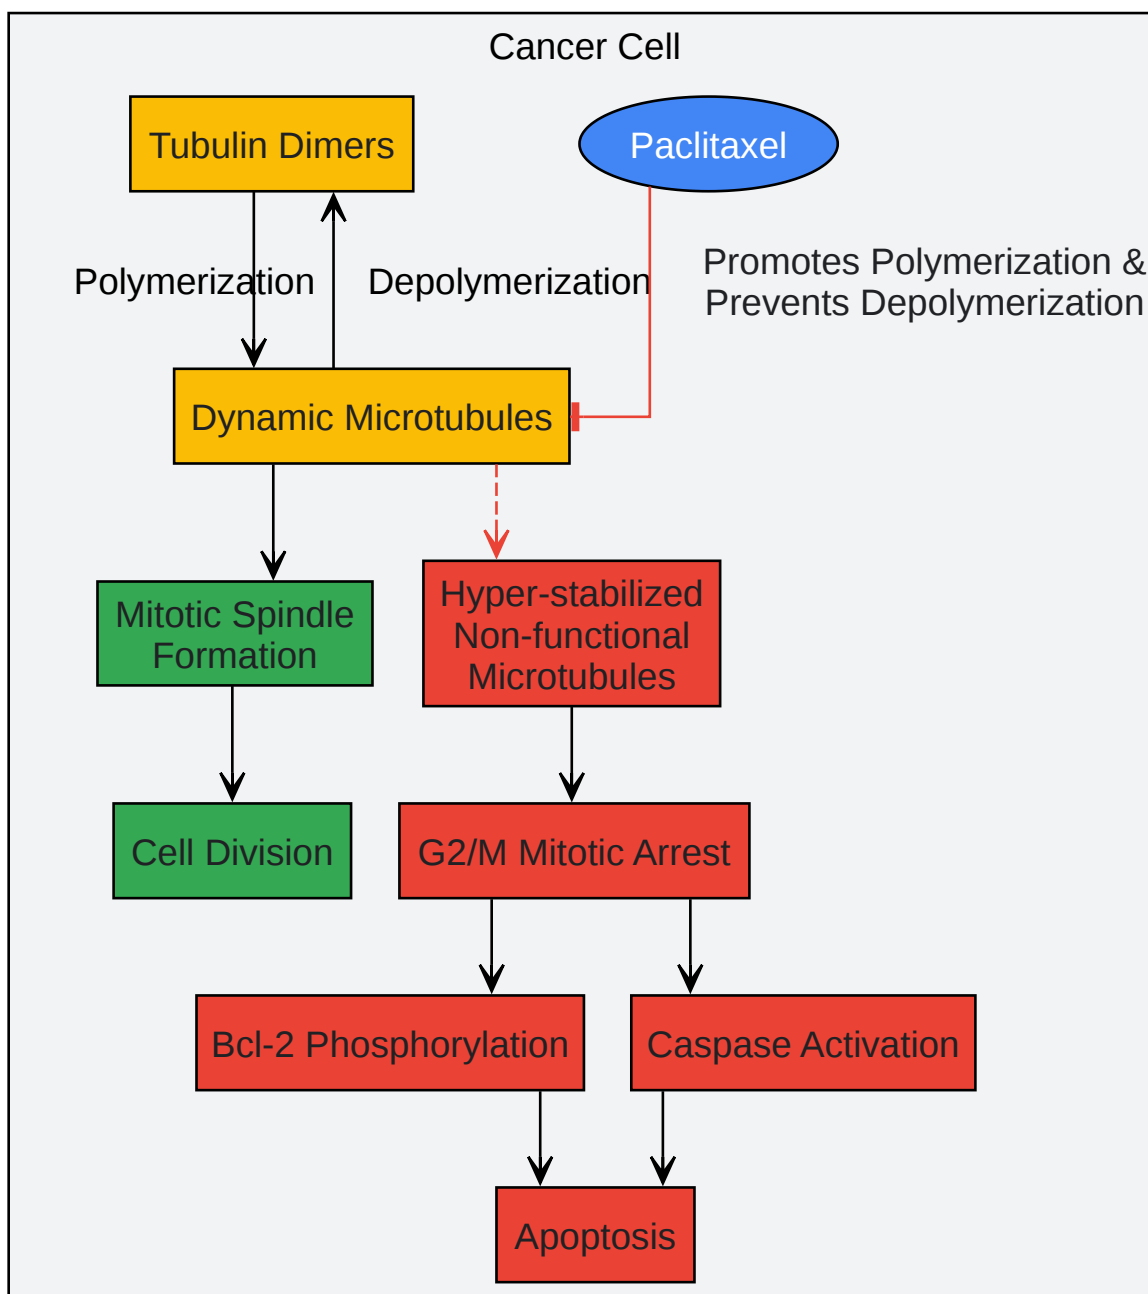 Cancer Cell
Tubulin Dimers
Paclitaxel
Polymerization
Depolymerization
Promotes Polymerization &
Prevents Depolymerization
Dynamic Microtubules
Mitotic Spindle
Formation
Hyper-stabilized
Non-functional
Microtubules
Cell Division
G2/M Mitotic Arrest
Bcl-2 Phosphorylation
Caspase Activation
Apoptosis